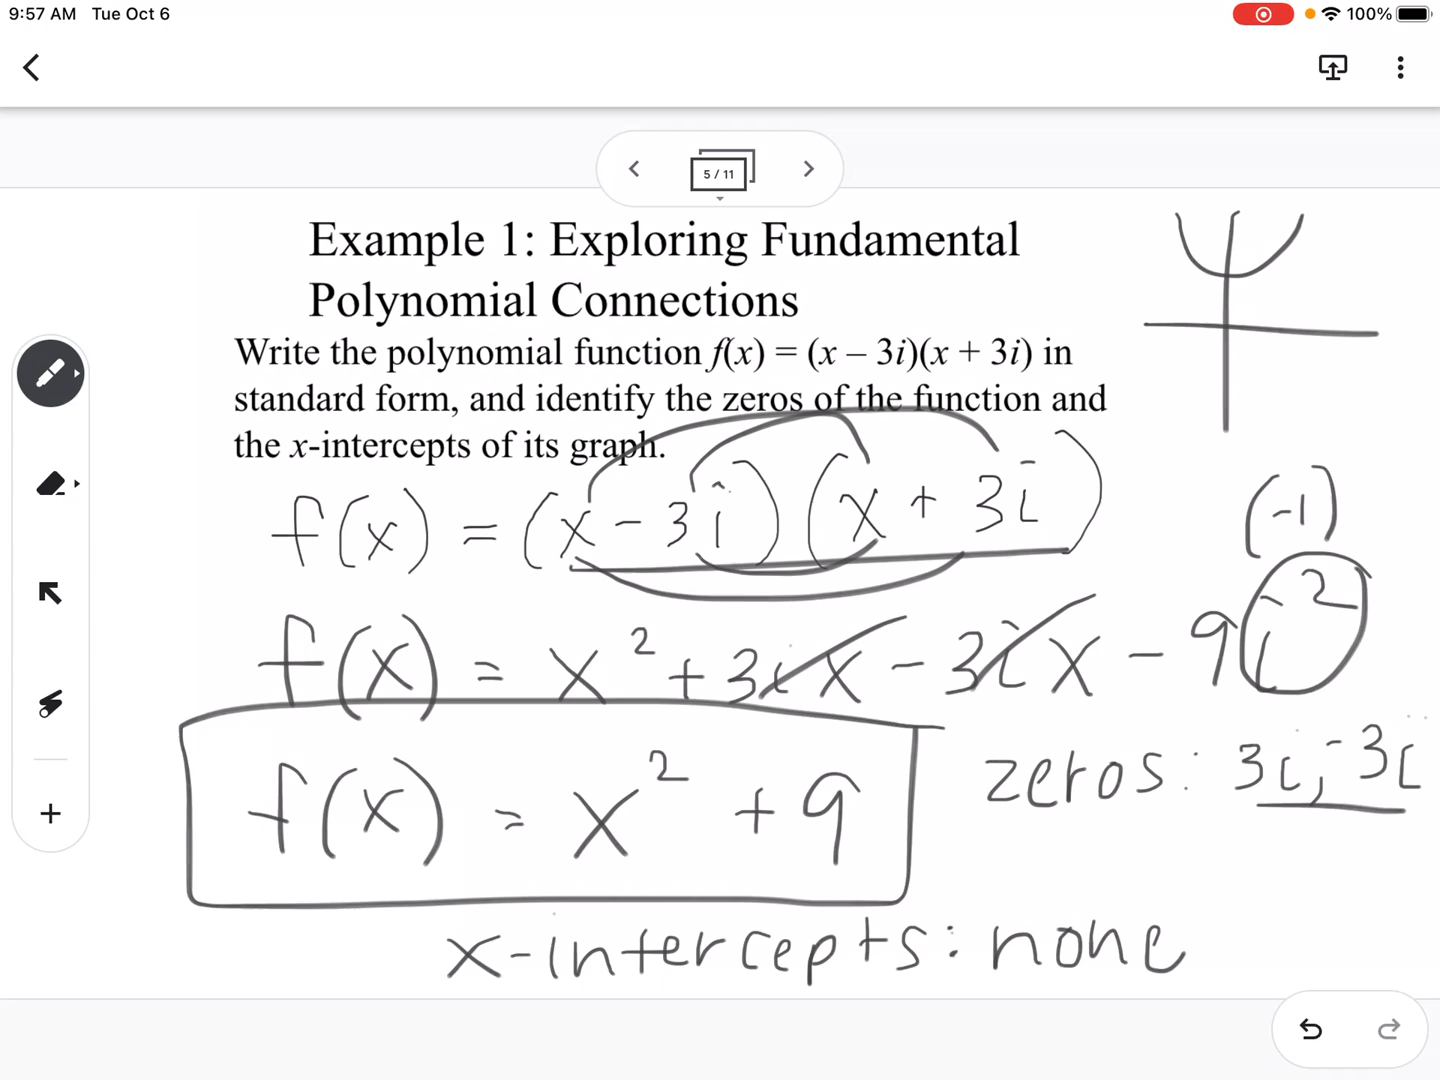 9:57 AM Tue Oct 6
100%
5 / 11
Example 1: Exploring Fundamental
Polynomial Connections
Write the polynomial function f(x) = (x – 3i)(x + 3i) in
standard form, and identify the zeros of the function and
the x-intercepts of its graph.
f(x) = (x - 3i)(x + 3i)
(-1)
f(x) = x² + 3ix - 3ix - 9i²
zeros: 3i, -3i
f(x) = x² + 9
x-intercepts: none